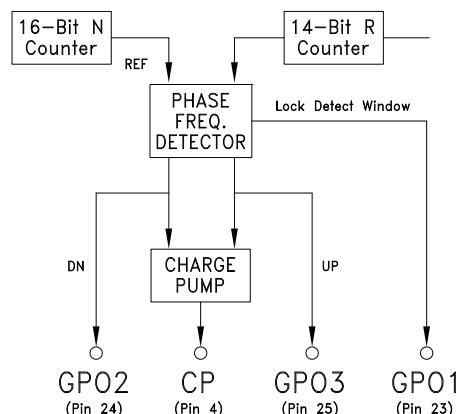 16-Bit N
Counter
14-Bit R
Counter
REF
PHASE
FREQ.
DETECTOR
Lock Detect Window
DN
CHARGE
PUMP
UP
GPO2
(Pin 24)
CP
(Pin 4)
GPO3
(Pin 25)
GPO1
(Pin 23)